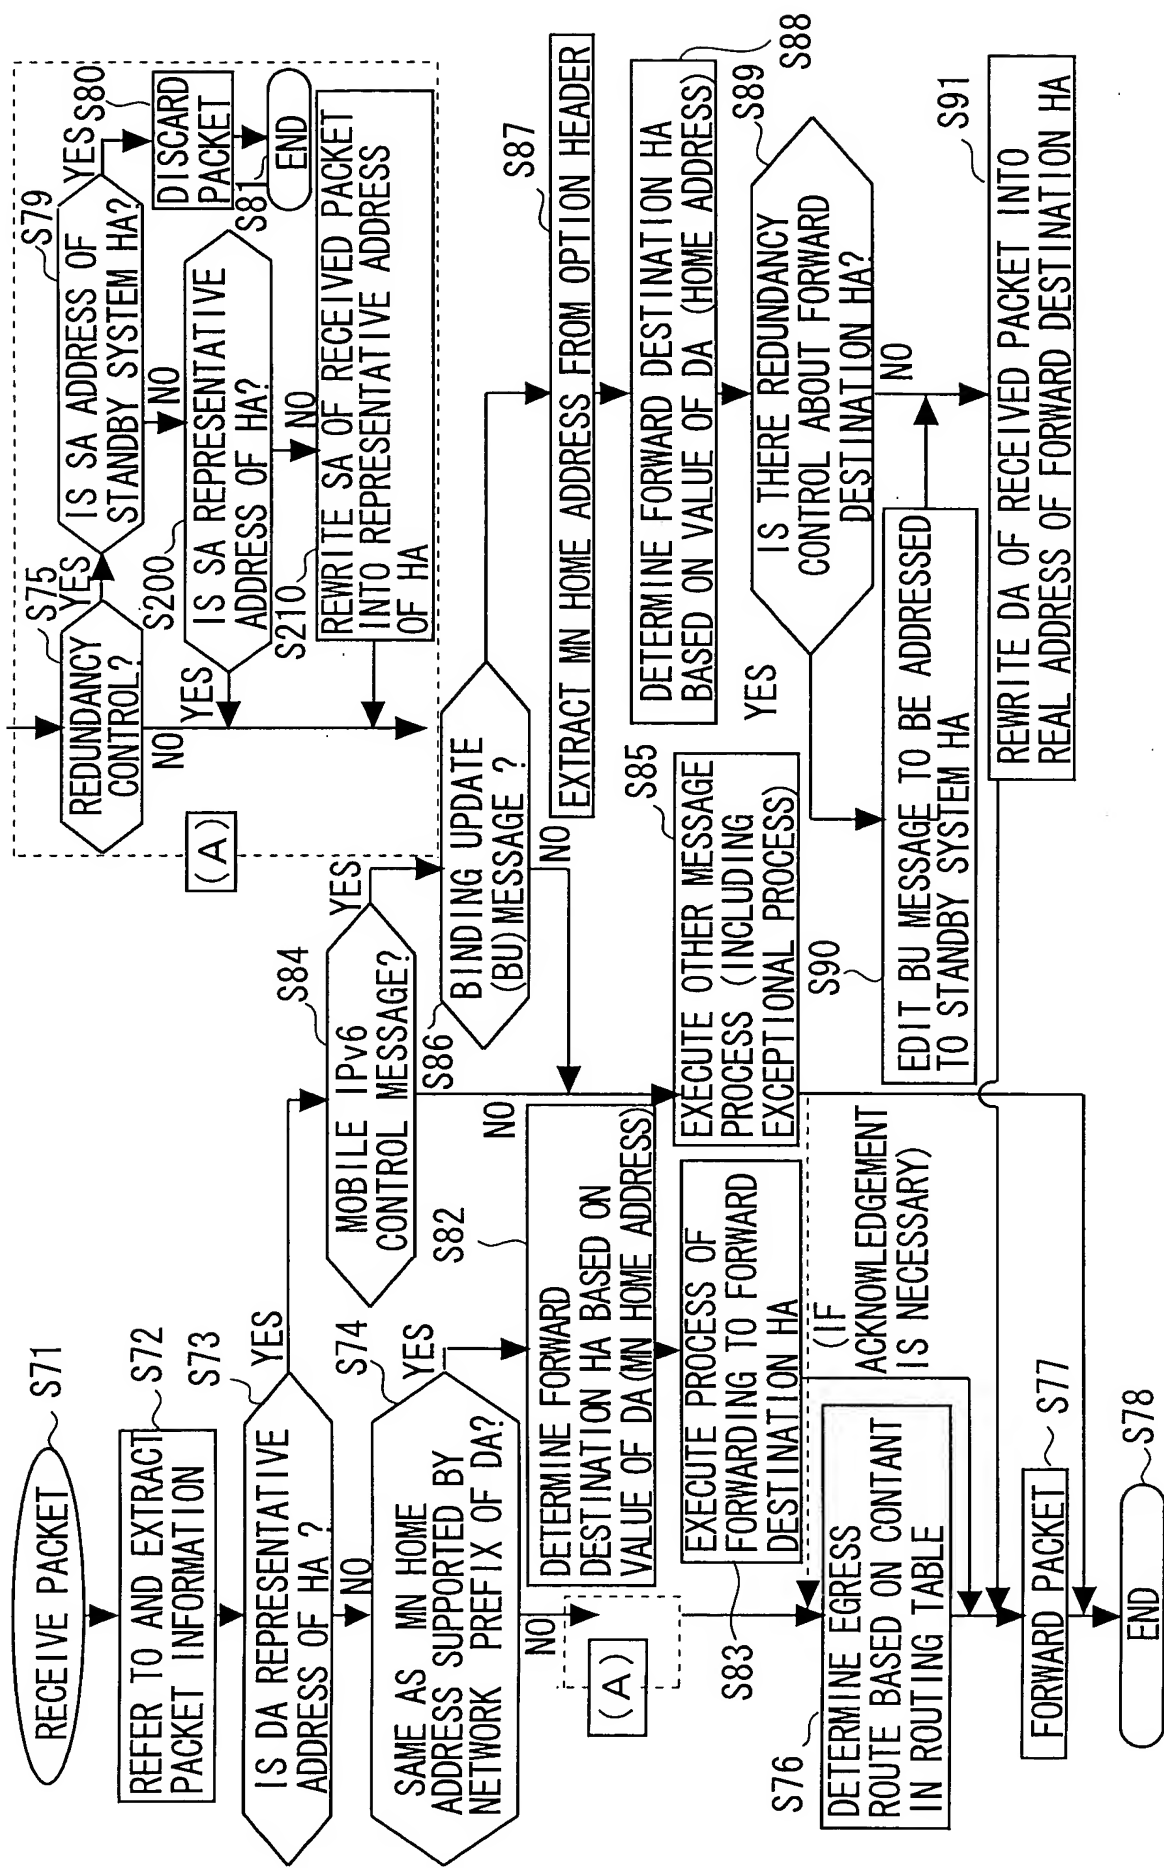 RECEIVE PACKET
S71
REFER TO AND EXTRACT
PACKET INFORMATION
S72
IS DA REPRESENTATIVE
ADDRESS OF HA ?
S73
YES
NO
SAME AS MN HOME
ADDRESS SUPPORTED BY
NETWORK PREFIX OF DA?
S74
YES
NO
(A)
DETERMINE EGRESS
ROUTE BASED ON CONTANT
IN ROUTING TABLE
S76
FORWARD PACKET
S77
END
S78
MOBILE IPv6
CONTROL MESSAGE?
S84
YES
NO
DETERMINE FORWARD
DESTINATION HA BASED ON
VALUE OF DA(MN HOME ADDRESS)
S82
EXECUTE PROCESS OF
FORWARDING TO FORWARD
DESTINATION HA
S83
(IF
ACKNOWLEDGEMENT
IS NECESSARY)
BINDING UPDATE
(BU)MESSAGE ?
S86
NO
EXECUTE OTHER MESSAGE
PROCESS (INCLUDING
EXCEPTIONAL PROCESS)
S85
(A)
REDUNDANCY
CONTROL?
S75
YES
NO
IS SA ADDRESS OF
STANDBY SYSTEM HA?
S79
YES
NO
DISCARD
PACKET
S80
END
S81
IS SA REPRESENTATIVE
ADDRESS OF HA?
S200
YES
NO
REWRITE SA OF RECEIVED PACKET
INTO REPRESENTATIVE ADDRESS
OF HA
S210
EXTRACT MN HOME ADDRESS FROM OPTION HEADER
S87
DETERMINE FORWARD DESTINATION HA
BASED ON VALUE OF DA (HOME ADDRESS)
S88
IS THERE REDUNDANCY
CONTROL ABOUT FORWARD
DESTINATION HA?
S89
YES
NO
EDIT BU MESSAGE TO BE ADDRESSED
TO STANDBY SYSTEM HA
S90
REWRITE DA OF RECEIVED PACKET INTO
REAL ADDRESS OF FORWARD DESTINATION HA
S91